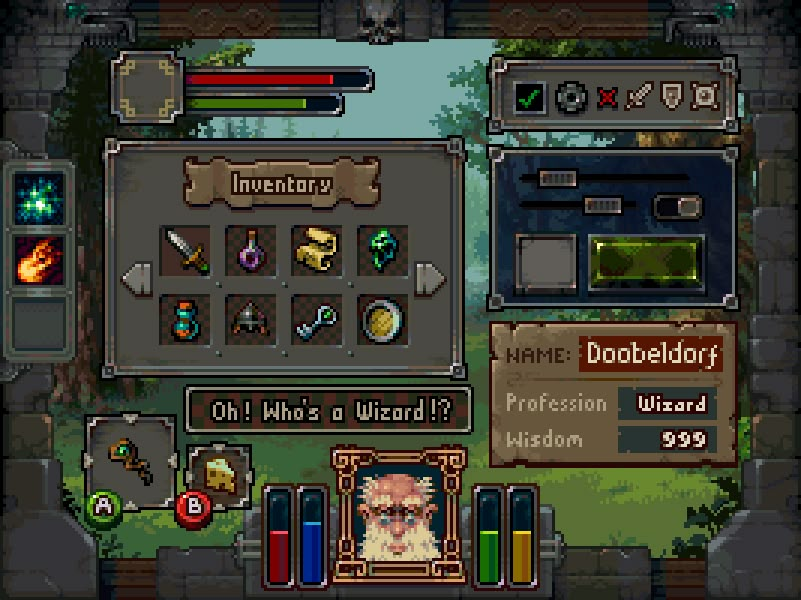 Inventory
NAME: Doobeldorf
Profession Wizard
Oh! Who's a Wizard!?
Wisdom 999
A
B